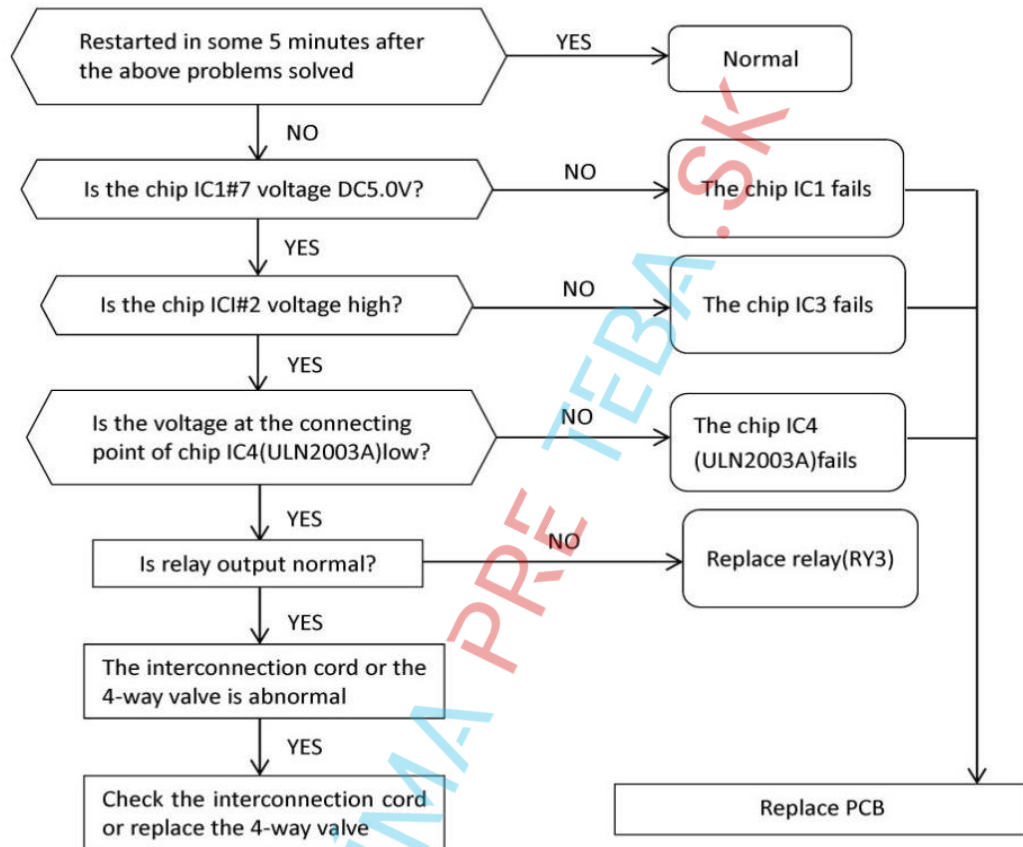 Restarted in some 5 minutes after
the above problems solved
YES
Normal
NO
Is the chip IC1#7 voltage DC5.0V?
NO
The chip IC1 fails
YES
Is the chip ICI#2 voltage high?
NO
The chip IC3 fails
YES
Is the voltage at the connecting
point of chip IC4(ULN2003A)low?
NO
The chip IC4
(ULN2003A)fails
YES
Is relay output normal?
NO
Replace relay(RY3)
YES
The interconnection cord or the
4-way valve is abnormal
YES
Check the interconnection cord
or replace the 4-way valve
Replace PCB
ÍMA PRE TEBA.SK